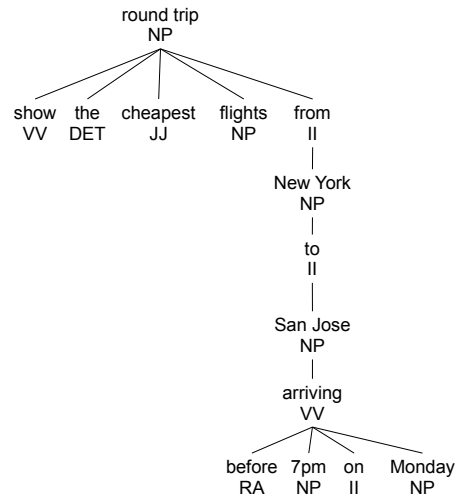 round trip
NP
show the cheapest flights from
VV DET JJ NP II
New York
NP
to
II
San Jose
NP
arriving
VV
before 7pm on Monday
RA NP II NP